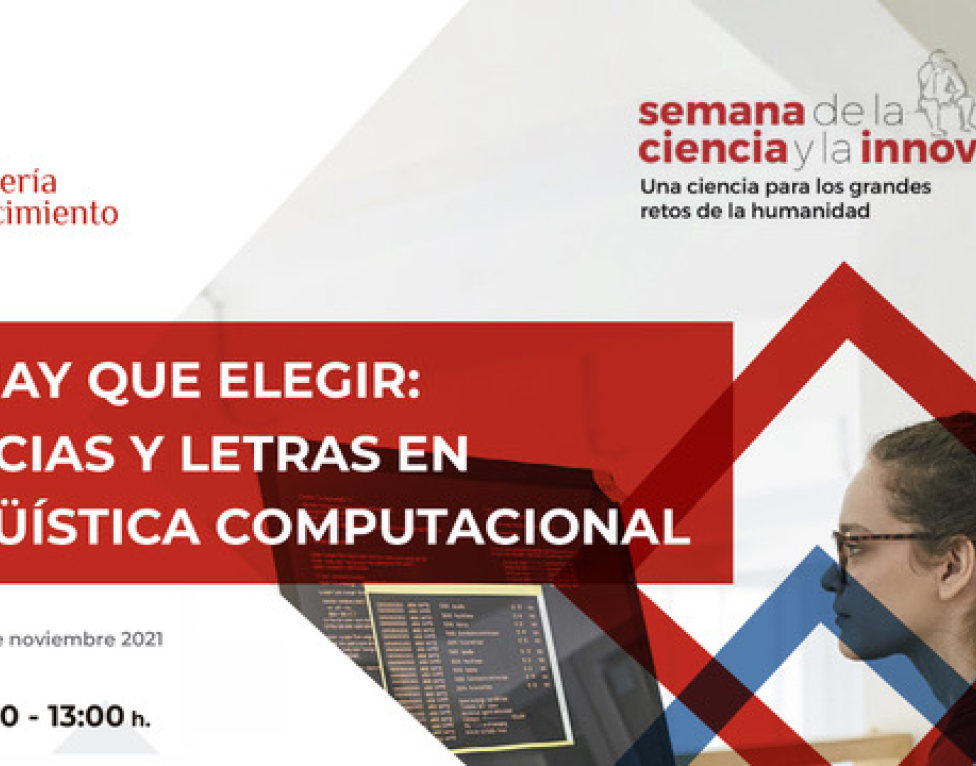 semana de la
ciencia y la innov
Una ciencia para los grandes
retos de la humanidad
ería
cimiento
AY QUE ELEGIR:
CIAS Y LETRAS EN
ÜÍSTICA COMPUTACIONAL
e noviembre 2021
0 - 13:00 h.